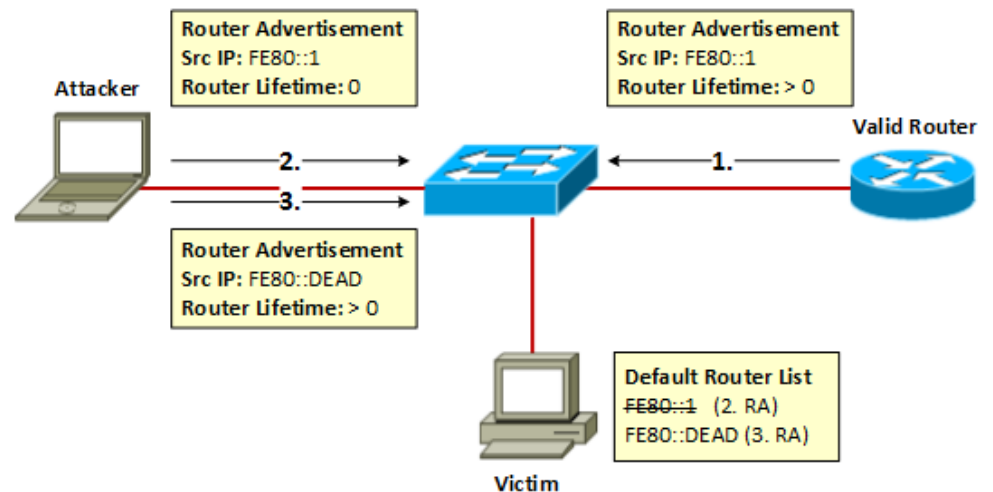 Router Advertisement
Src IP: FE80::1
Router Lifetime: 0
Router Advertisement
Src IP: FE80::1
Router Lifetime: > 0
Attacker
Valid Router
2.
1.
3.
Router Advertisement
Src IP: FE80::DEAD
Router Lifetime: > 0
Default Router List
FE80::1 (2. RA)
FE80::DEAD (3. RA)
Victim